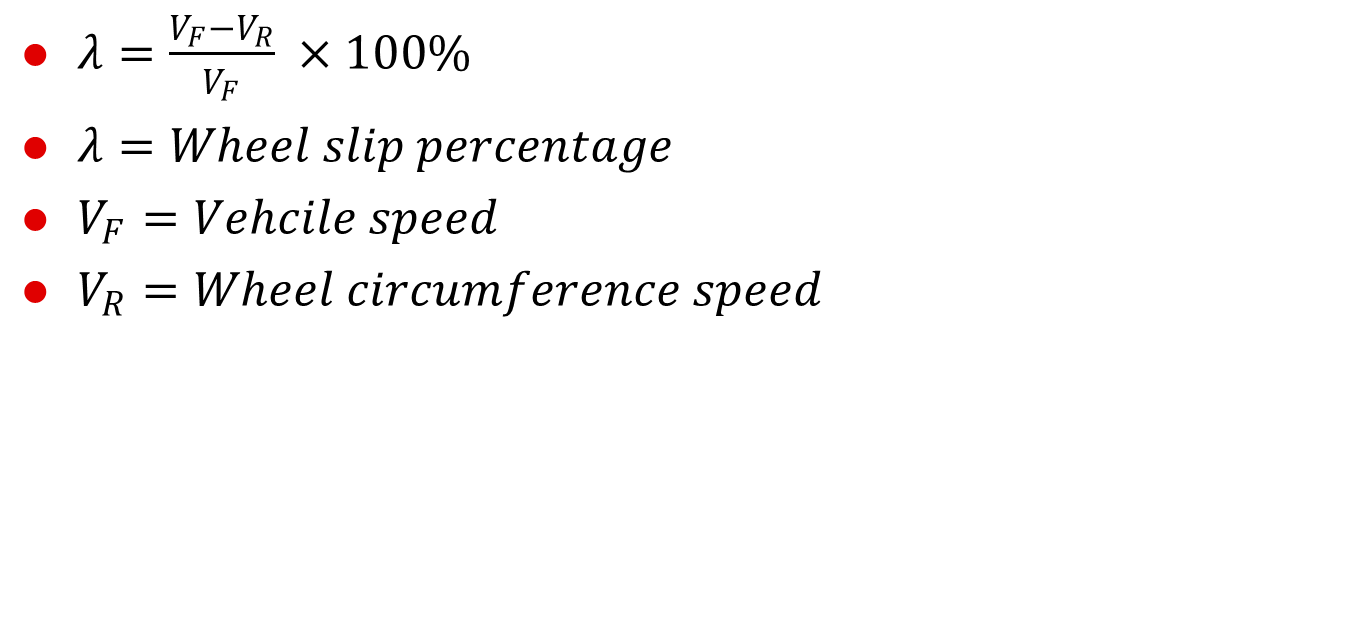 • λ = (V_F − V_R)/V_F × 100%
• λ = Wheel slip percentage
• V_F = Vehcile speed
• V_R = Wheel circumference speed